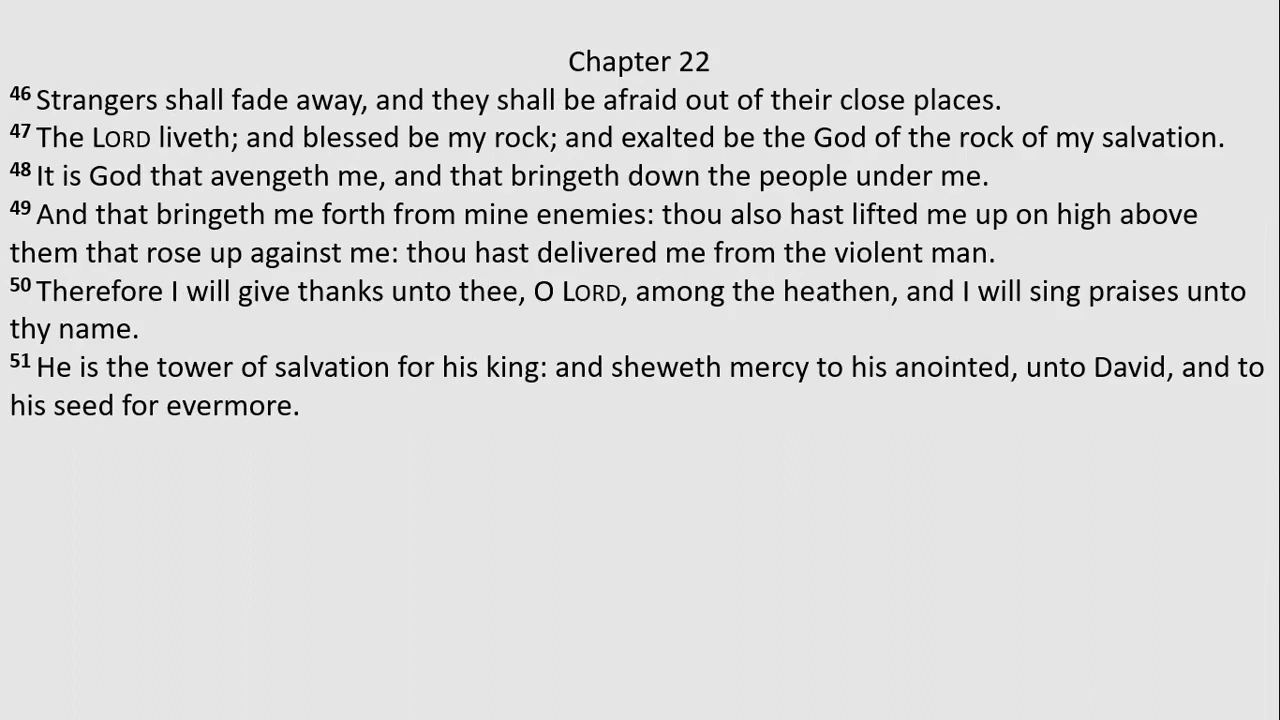 Chapter 22
46 Strangers shall fade away, and they shall be afraid out of their close places.
47 The LORD liveth; and blessed be my rock; and exalted be the God of the rock of my salvation.
48 It is God that avengeth me, and that bringeth down the people under me.
49 And that bringeth me forth from mine enemies: thou also hast lifted me up on high above
them that rose up against me: thou hast delivered me from the violent man.
50 Therefore I will give thanks unto thee, O LORD, among the heathen, and I will sing praises unto
thy name.
51 He is the tower of salvation for his king: and sheweth mercy to his anointed, unto David, and to
his seed for evermore.